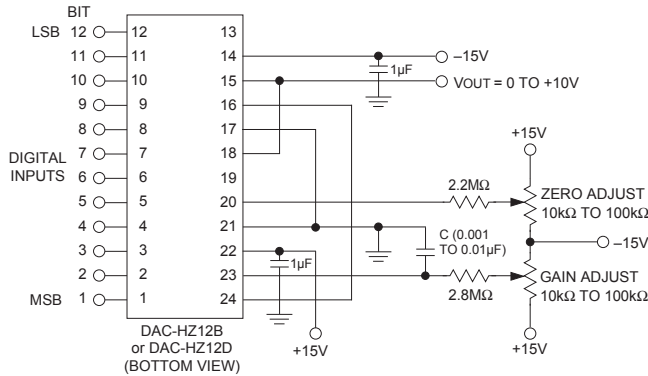 BIT
LSB 12 12 13
11 11 14 –15V
10 10 15 1µF VOUT = 0 TO +10V
9 9 16
8 8 17 +15V
DIGITAL INPUTS
7 7 18
6 6 19
5 5 20 2.2MΩ ZERO ADJUST
10kΩ TO 100kΩ
4 4 21 C (0.001
TO 0.01µF) –15V
3 3 22 1µF
2 2 23 2.8MΩ GAIN ADJUST
10kΩ TO 100kΩ
MSB 1 1 24
DAC-HZ12B
or DAC-HZ12D
(BOTTOM VIEW)
+15V +15V